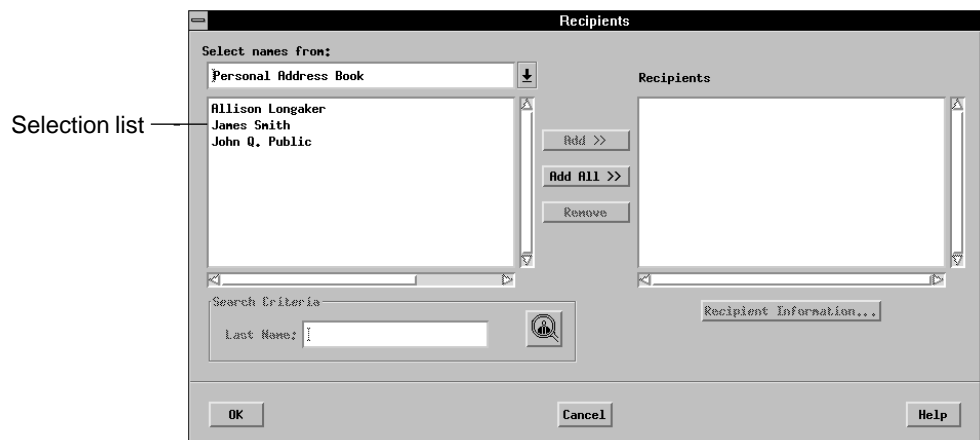 Recipients
Select names from:
Personal Address Book
Recipients
Selection list
Allison Longaker
James Smith
John Q. Public
Add >>
Add All >>
Remove
Search Criteria
Last Name:
Recipient Information...
OK
Cancel
Help